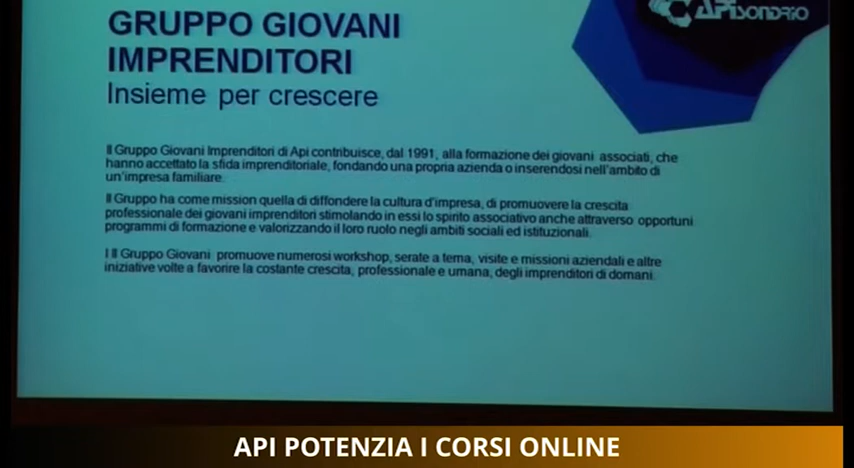 APISONDRIO
GRUPPO GIOVANI
IMPRENDITORI
Insieme per crescere
Il Gruppo Giovani Imprenditori di Api contribuisce, dal 1991, alla formazione dei giovani associati, che
hanno accettato la sfida imprenditoriale, fondando una propria azienda o inserendosi nell'ambito di
un'impresa familiare.
Il Gruppo ha come mission quella di diffondere la cultura d'impresa, di promuovere la crescita
professionale dei giovani imprenditori stimolando in essi lo spirito associativo anche attraverso opportuni
programmi di formazione e valorizzando il loro ruolo negli ambiti sociali ed istituzionali.
I Il Gruppo Giovani promuove numerosi workshop, serate a tema, visite e missioni aziendali e altre
iniziative volte a favorire la costante crescita, professionale e umana, degli imprenditori di domani.
API POTENZIA I CORSI ONLINE